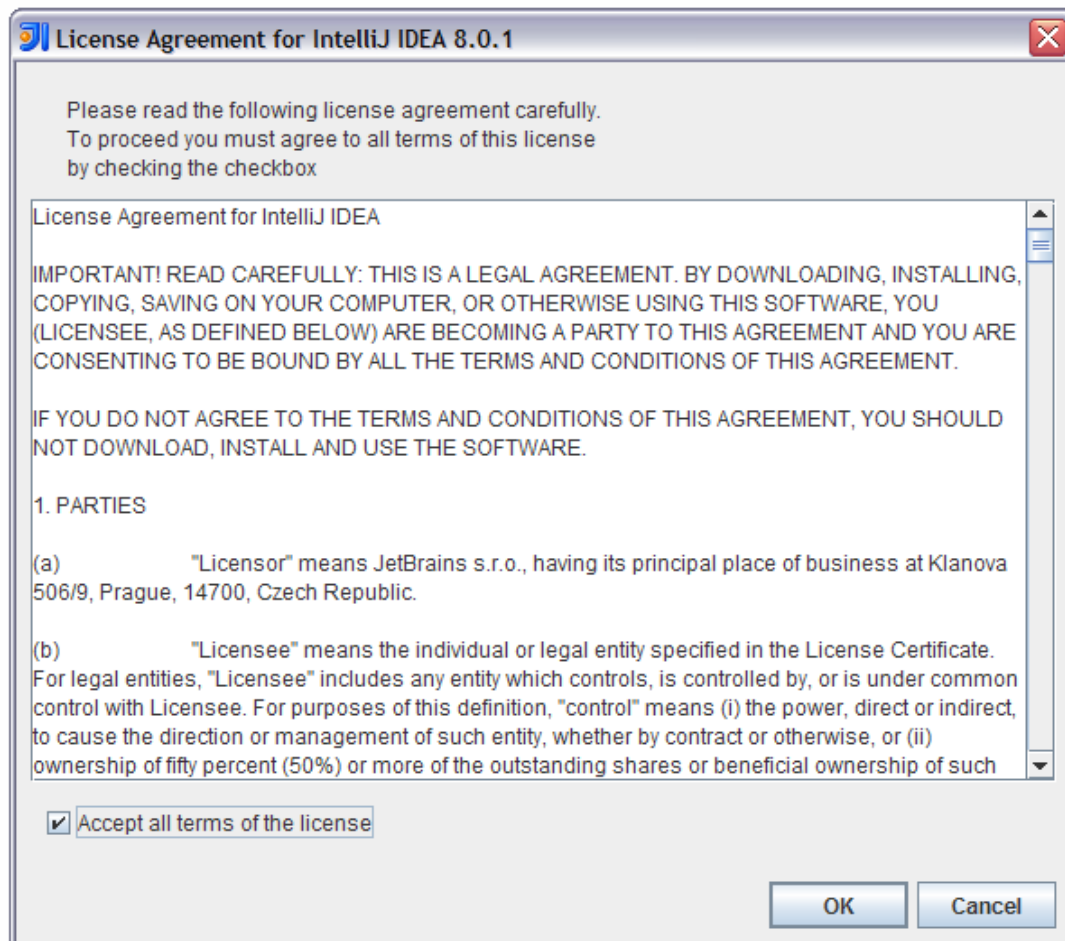 License Agreement for IntelliJ IDEA 8.0.1
Please read the following license agreement carefully.
To proceed you must agree to all terms of this license
by checking the checkbox
License Agreement for IntelliJ IDEA
IMPORTANT! READ CAREFULLY: THIS IS A LEGAL AGREEMENT. BY DOWNLOADING, INSTALLING,
COPYING, SAVING ON YOUR COMPUTER, OR OTHERWISE USING THIS SOFTWARE, YOU
(LICENSEE, AS DEFINED BELOW) ARE BECOMING A PARTY TO THIS AGREEMENT AND YOU ARE
CONSENTING TO BE BOUND BY ALL THE TERMS AND CONDITIONS OF THIS AGREEMENT.
IF YOU DO NOT AGREE TO THE TERMS AND CONDITIONS OF THIS AGREEMENT, YOU SHOULD
NOT DOWNLOAD, INSTALL AND USE THE SOFTWARE.
1. PARTIES
(a) "Licensor" means JetBrains s.r.o., having its principal place of business at Klanova
506/9, Prague, 14700, Czech Republic.
(b) "Licensee" means the individual or legal entity specified in the License Certificate.
For legal entities, "Licensee" includes any entity which controls, is controlled by, or is under common
control with Licensee. For purposes of this definition, "control" means (i) the power, direct or indirect,
to cause the direction or management of such entity, whether by contract or otherwise, or (ii)
ownership of fifty percent (50%) or more of the outstanding shares or beneficial ownership of such
Accept all terms of the license
OK Cancel